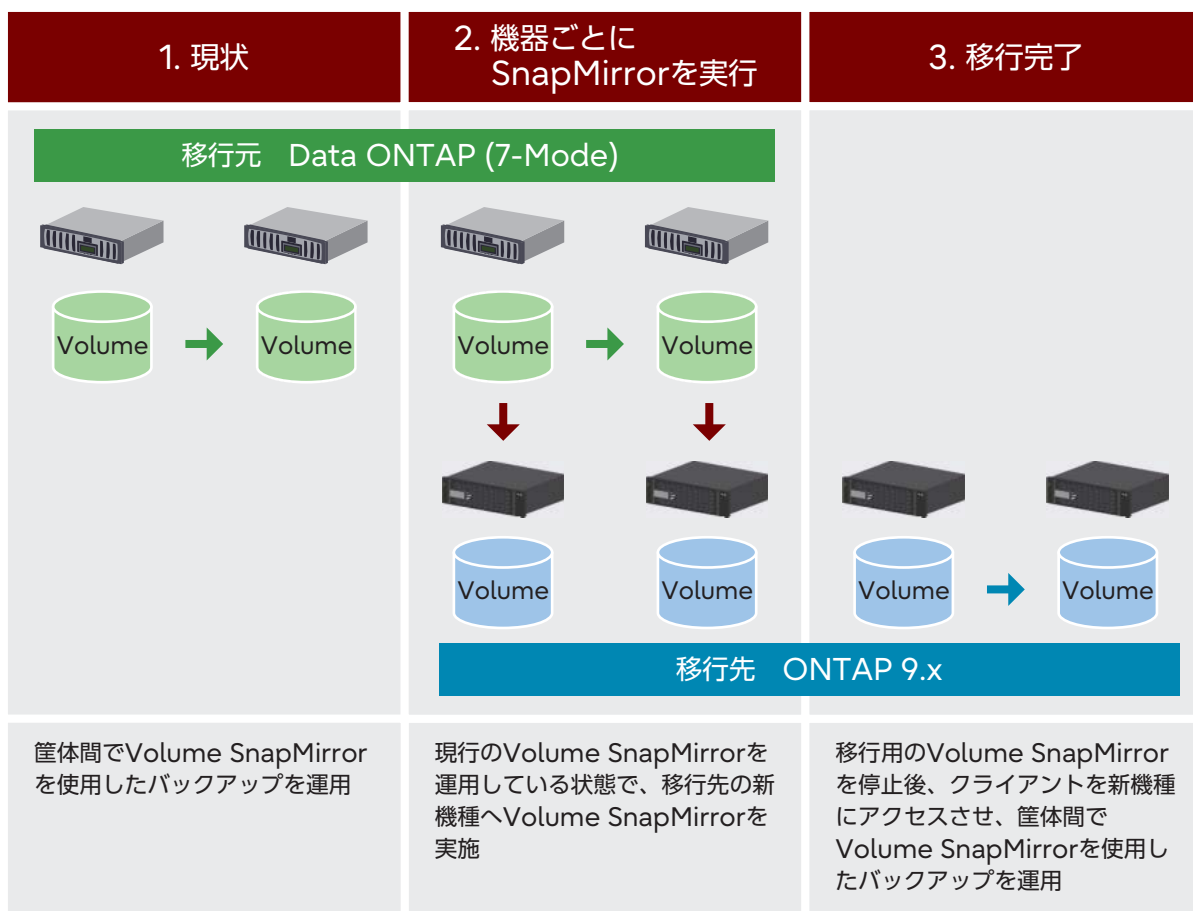 1. 現状
2. 機器ごとに
SnapMirrorを実行
3. 移行完了
移行元　Data ONTAP (7-Mode)
Volume
Volume
Volume
Volume
Volume
Volume
Volume
Volume
移行先　ONTAP 9.x
筐体間でVolume SnapMirror
を使用したバックアップを運用
現行のVolume SnapMirrorを
運用している状態で、移行先の新
機種へVolume SnapMirrorを
実施
移行用のVolume SnapMirror
を停止後、クライアントを新機種
にアクセスさせ、筐体間で
Volume SnapMirrorを使用し
たバックアップを運用